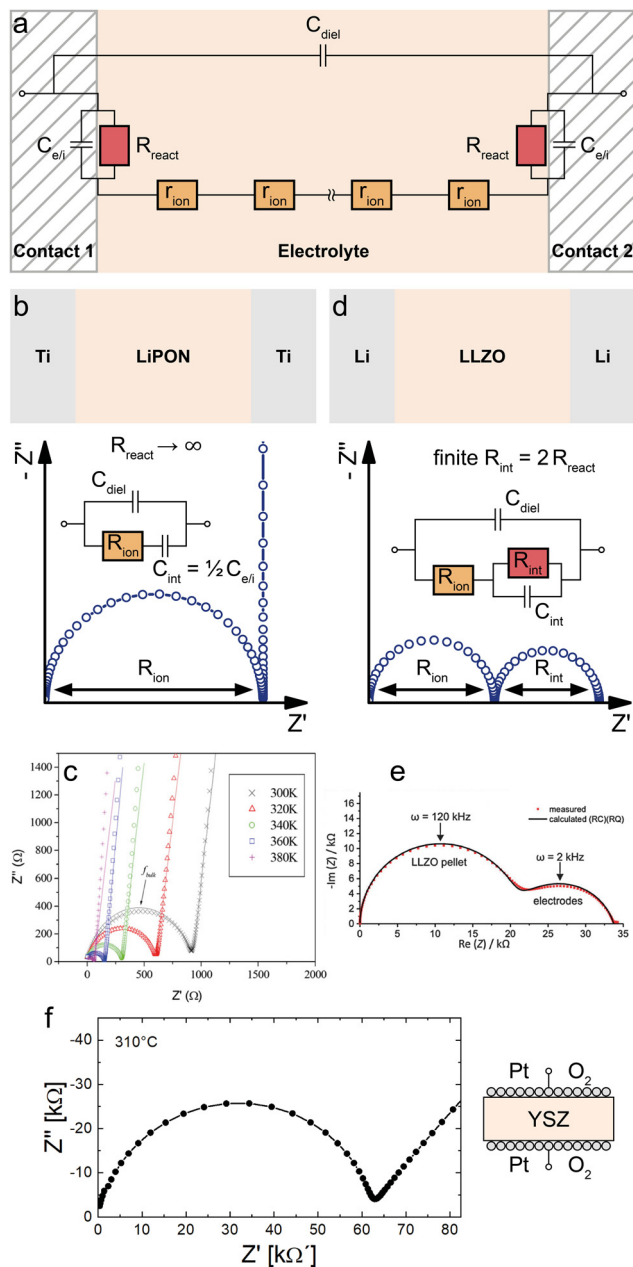 a
C_diel
C_e/i
R_react
R_react
C_e/i
r_ion
r_ion
≈
r_ion
r_ion
Contact 1
Electrolyte
Contact 2
b
Ti
LiPON
Ti
-Z''
R_react → ∞
C_diel
R_ion
C_int = ½ C_e/i
R_ion
Z'
d
Li
LLZO
Li
-Z''
finite R_int = 2 R_react
C_diel
R_ion
R_int
C_int
R_ion
R_int
Z'
c
1400
1200
1000
800
600
400
200
0
Z'' (Ω)
f_bulk
300K
320K
340K
360K
380K
0
500
1000
1500
2000
Z' (Ω)
e
16
14
12
10
8
6
4
2
0
-Im (Z) / kΩ
measured
calculated (RC)(RQ)
ω = 120 kHz
LLZO pellet
ω = 2 kHz
electrodes
0
5
10
15
20
25
30
35
Re (Z) / kΩ
f
310°C
-40
-30
-20
-10
0
Z'' [kΩ]
0
10
20
30
40
50
60
70
80
Z' [kΩ´]
Pt
O₂
YSZ
Pt
O₂